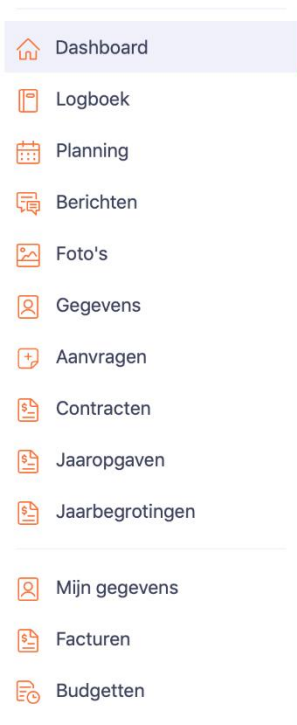 Dashboard
Logboek
Planning
Berichten
Foto's
Gegevens
Aanvragen
Contracten
Jaaropgaven
Jaarbegrotingen
Mijn gegevens
Facturen
Budgetten